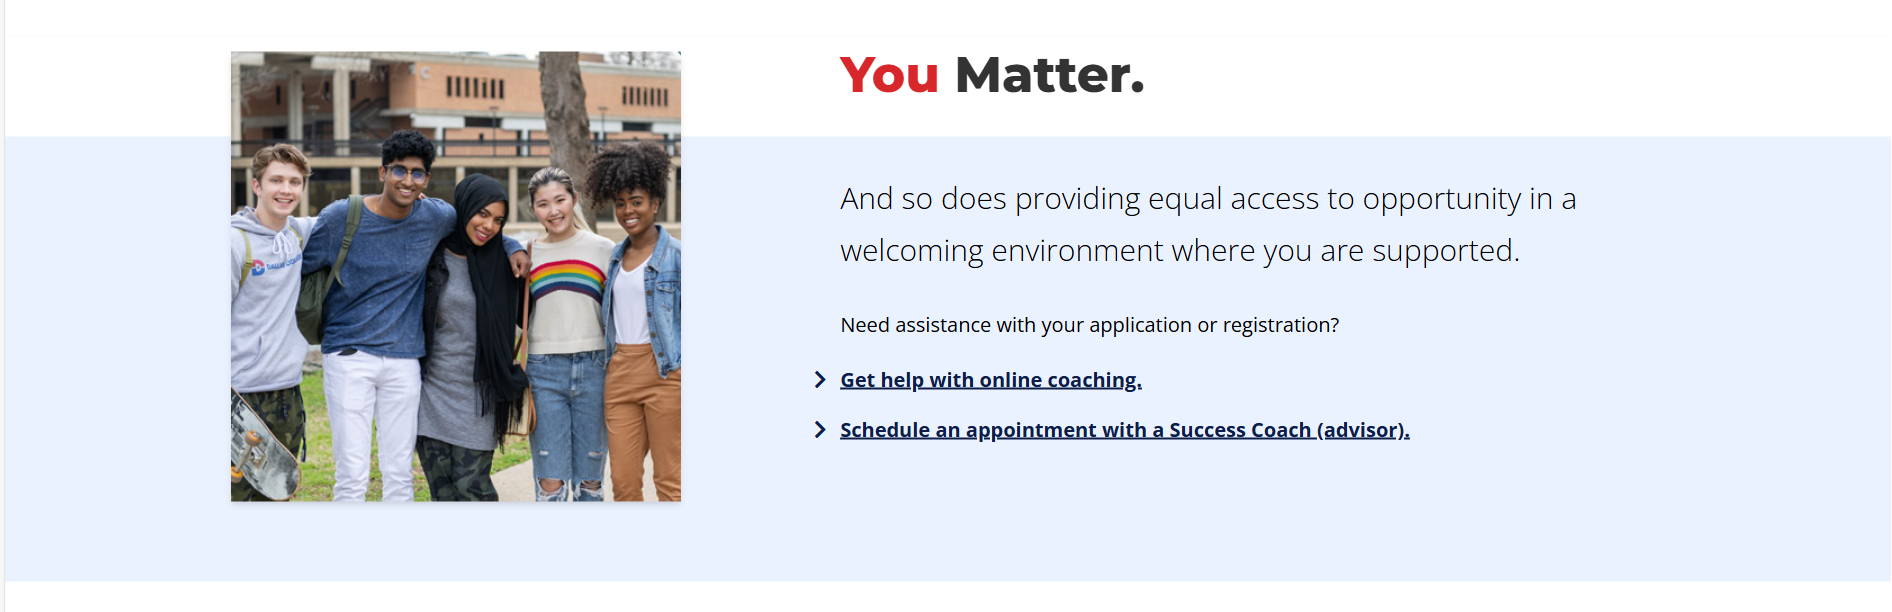 You Matter.
And so does providing equal access to opportunity in a
welcoming environment where you are supported.
Need assistance with your application or registration?
Get help with online coaching.
Schedule an appointment with a Success Coach (advisor).